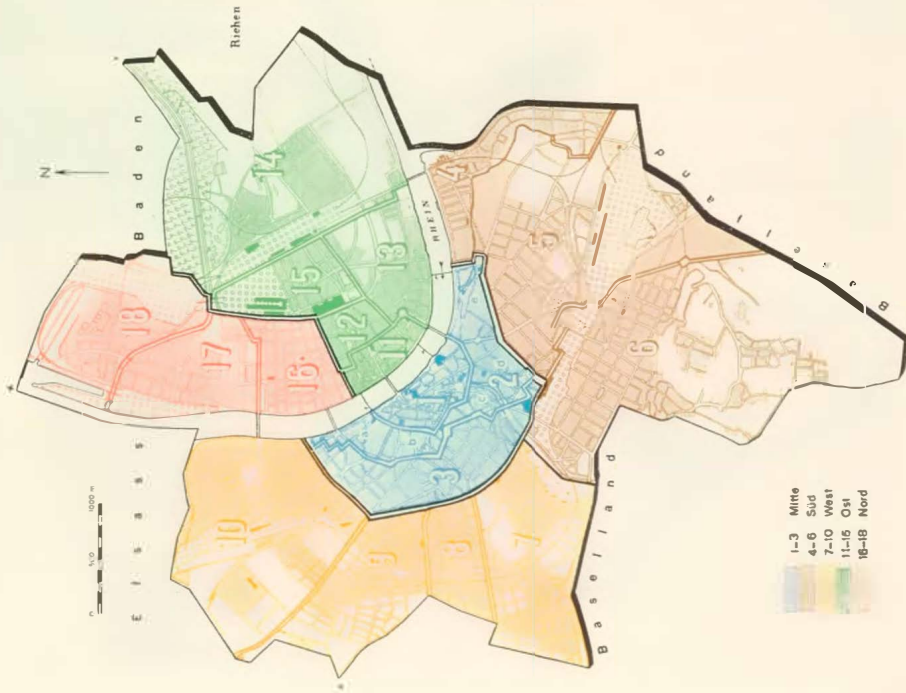 N
Baden
Riehen
Elsass
0 500 1000 m
18
17
16
14
15
12
11
13
RHEIN
10
9
8
7
3
1
2
4
5
6
Baselland
Baselland
1-3 Mitte
4-6 Süd
7-10 West
11-15 Ost
16-18 Nord